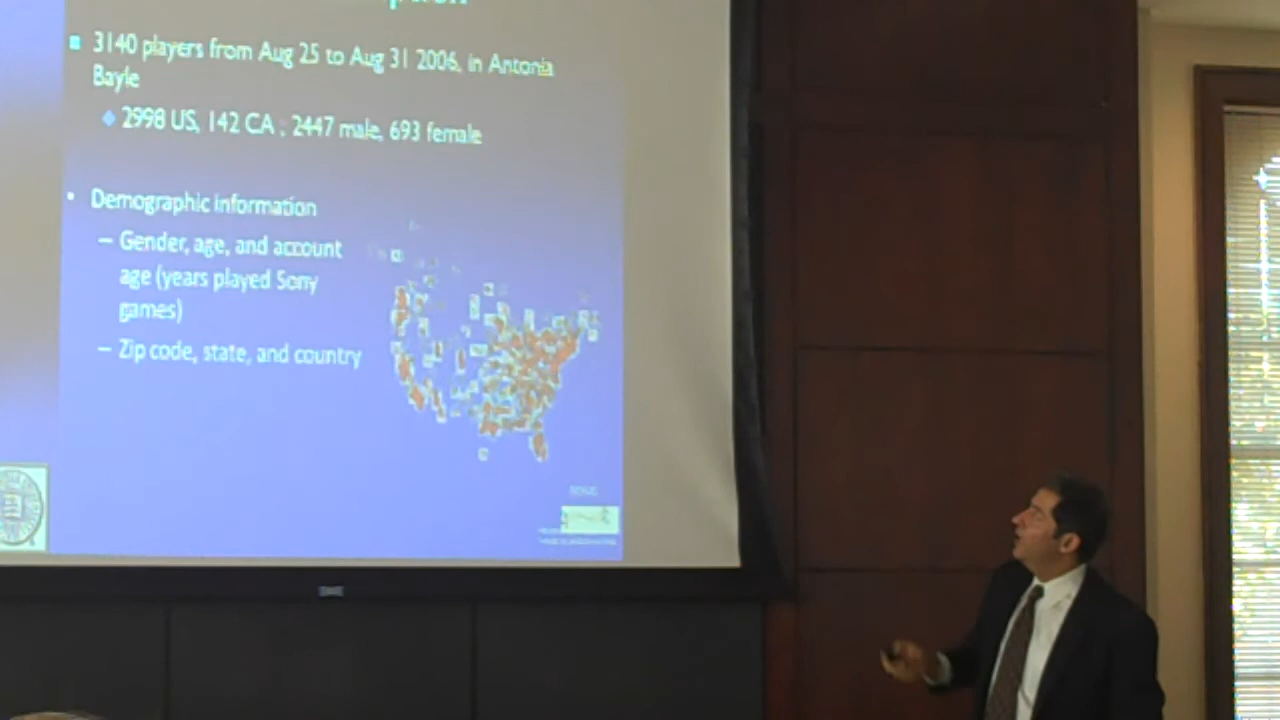 3140 players from Aug 25 to Aug 31 2006, in Antonia
Bayle
2998 US, 142 CA , 2447 male, 693 female
Demographic information
– Gender, age, and account
age (years played Sony
games)
– Zip code, state, and country